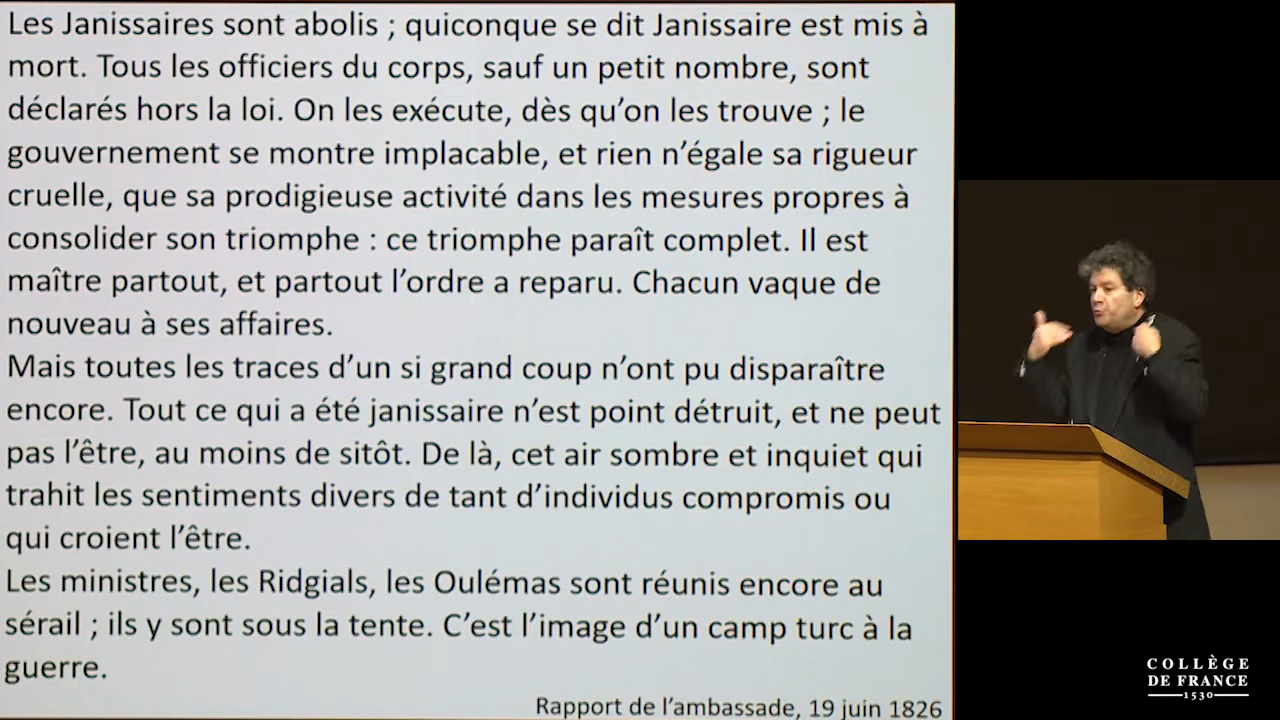 Les Janissaires sont abolis ; quiconque se dit Janissaire est mis à
mort. Tous les officiers du corps, sauf un petit nombre, sont
déclarés hors la loi. On les exécute, dès qu’on les trouve ; le
gouvernement se montre implacable, et rien n’égale sa rigueur
cruelle, que sa prodigieuse activité dans les mesures propres à
consolider son triomphe : ce triomphe paraît complet. Il est
maître partout, et partout l’ordre a reparu. Chacun vaque de
nouveau à ses affaires.
Mais toutes les traces d’un si grand coup n’ont pu disparaître
encore. Tout ce qui a été janissaire n’est point détruit, et ne peut
pas l’être, au moins de sitôt. De là, cet air sombre et inquiet qui
trahit les sentiments divers de tant d’individus compromis ou
qui croient l’être.
Les ministres, les Ridgials, les Oulémas sont réunis encore au
sérail ; ils y sont sous la tente. C’est l’image d’un camp turc à la
guerre.
Rapport de l’ambassade, 19 juin 1826
COLLÈGE
DE FRANCE
1530